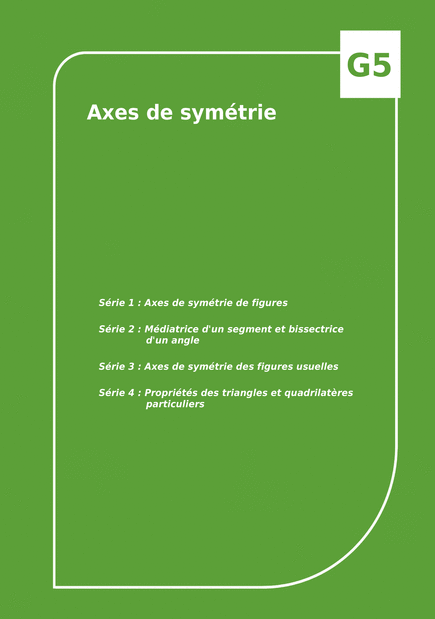 G5
Axes de symétrie
Série 1 : Axes de symétrie de figures
Série 2 : Médiatrice d'un segment et bissectrice
d'un angle
Série 3 : Axes de symétrie des figures usuelles
Série 4 : Propriétés des triangles et quadrilatères
particuliers